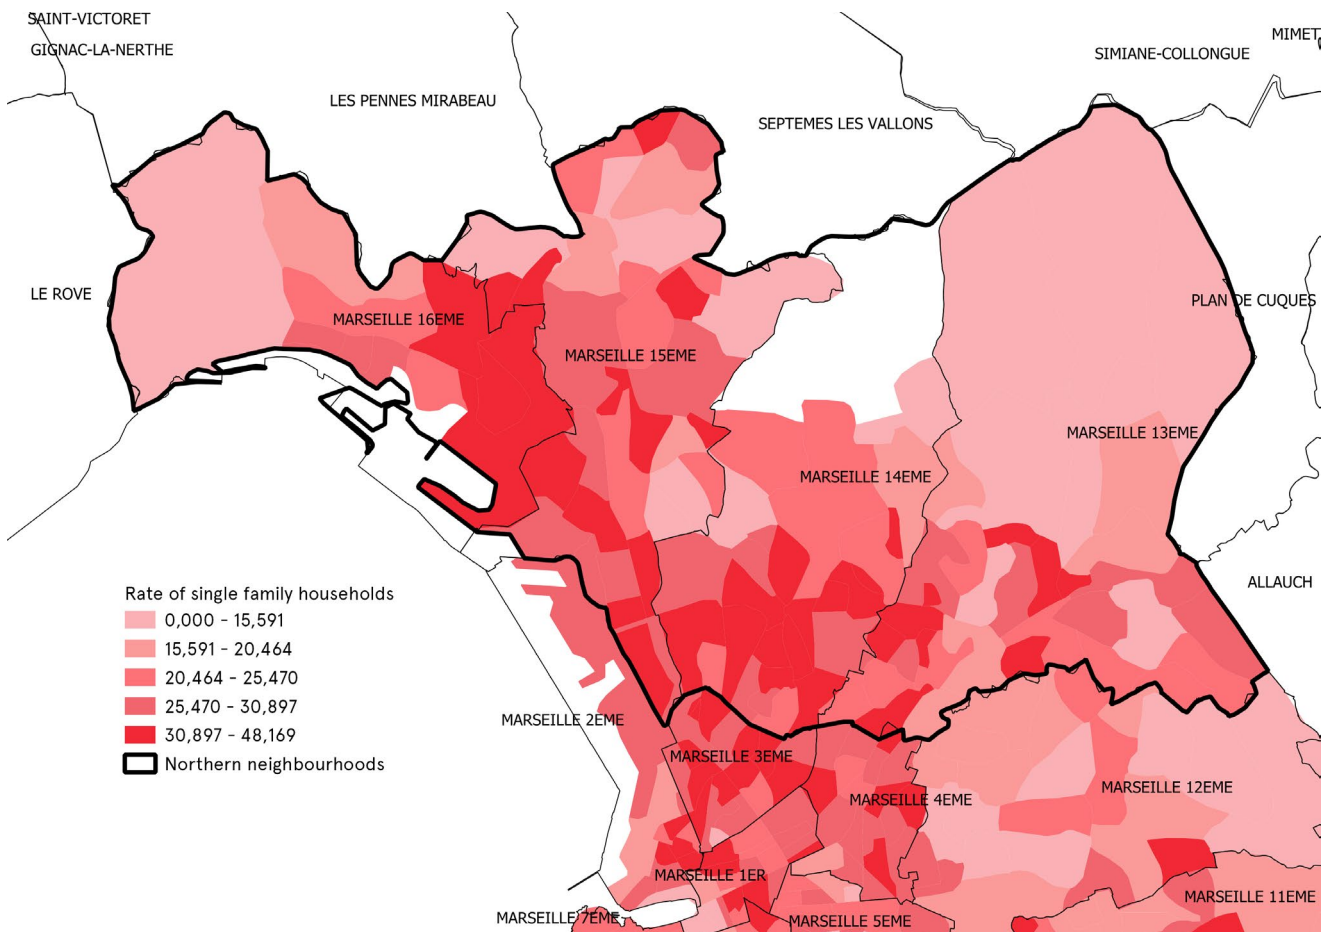 SAINT-VICTORET
GIGNAC-LA-NERTHE
MIMET
SIMIANE-COLLONGUE
LES PENNES MIRABEAU
SEPTEMES LES VALLONS
LE ROVE
PLAN DE CUQUES
MARSEILLE 16EME
MARSEILLE 15EME
MARSEILLE 13EME
MARSEILLE 14EME
ALLAUCH
Rate of single family households
0,000 - 15,591
15,591 - 20,464
20,464 - 25,470
25,470 - 30,897
30,897 - 48,169
Northern neighbourhoods
MARSEILLE 2EME
MARSEILLE 3EME
MARSEILLE 12EME
MARSEILLE 4EME
MARSEILLE 1ER
MARSEILLE 11EME
MARSEILLE 7EME
MARSEILLE 5EME